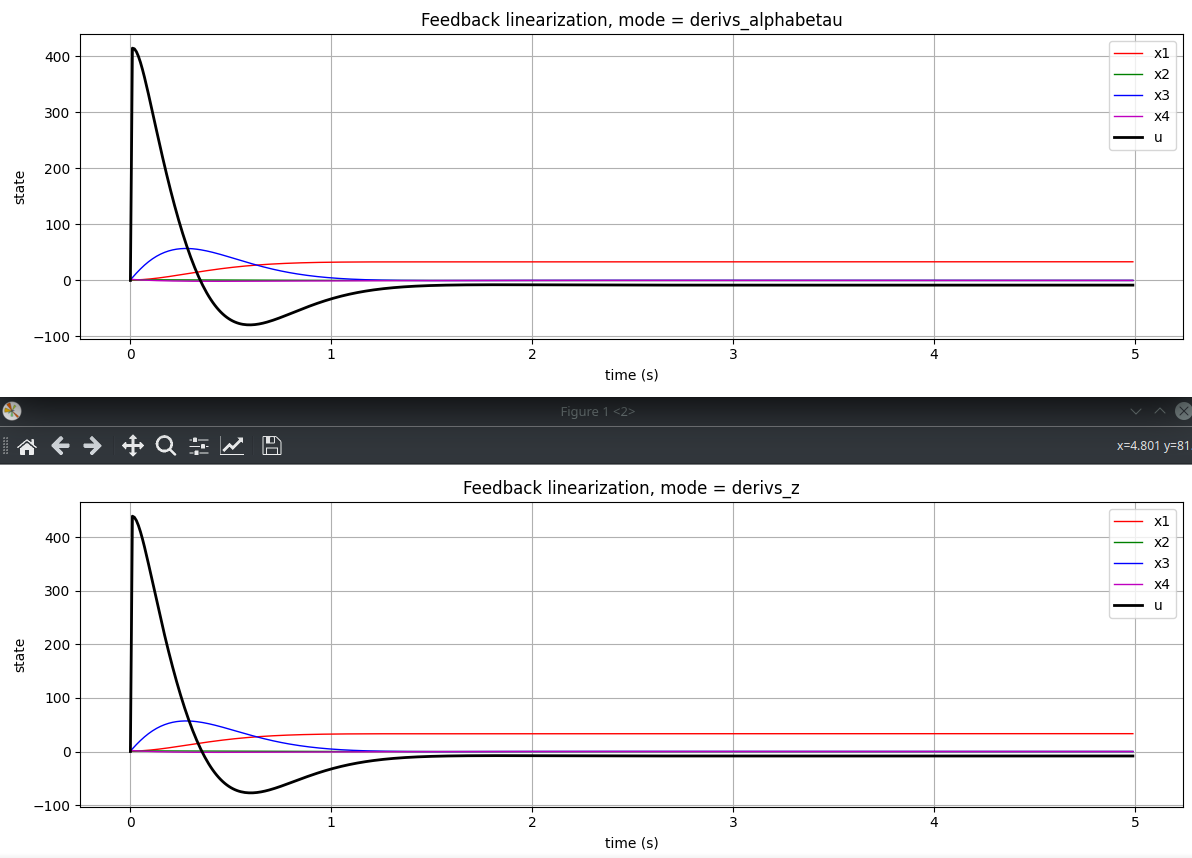 Feedback linearization, mode = derivs_alphabetau
400
300
200
100
0
−100
state
x1
x2
x3
x4
u
0 1 2 3 4 5
time (s)
Figure 1 <2>
x=4.801 y=81
Feedback linearization, mode = derivs_z
400
300
200
100
0
−100
state
x1
x2
x3
x4
u
0 1 2 3 4 5
time (s)